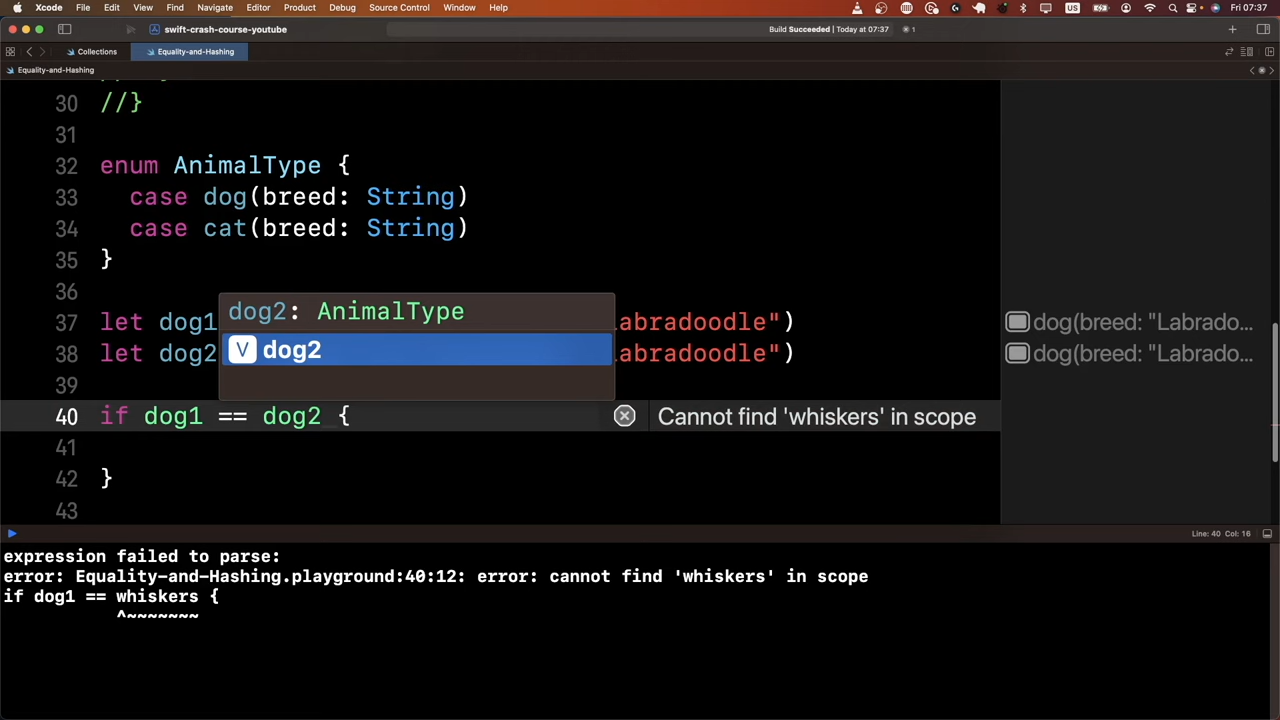 Xcode File Edit View Find Navigate Editor Product Debug Source Control Window Help US Fri 07:37
swift-crash-course-youtube Build Succeeded | Today at 07:37 1
Collections Equality-and-Hashing
Equality-and-Hashing
30 //}
31
32 enum AnimalType {
33 case dog(breed: String)
34 case cat(breed: String)
35 }
36
dog2: AnimalType
37 let dog1 abradoodle") dog(breed: "Labrado...
V dog2
38 let dog2 abradoodle") dog(breed: "Labrado...
39
40 if dog1 == dog2 { Cannot find 'whiskers' in scope
41
42 }
43
Line: 40 Col: 16
expression failed to parse:
error: Equality-and-Hashing.playground:40:12: error: cannot find 'whiskers' in scope
if dog1 == whiskers {
^~~~~~~~